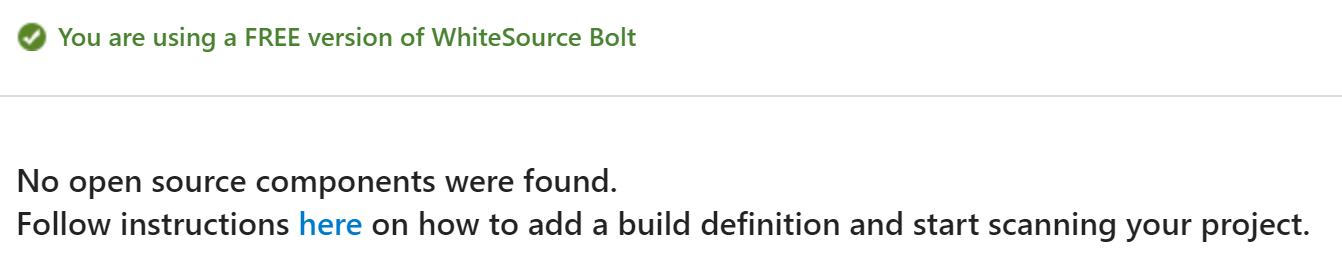 You are using a FREE version of WhiteSource Bolt
No open source components were found.
Follow instructions here on how to add a build definition and start scanning your project.